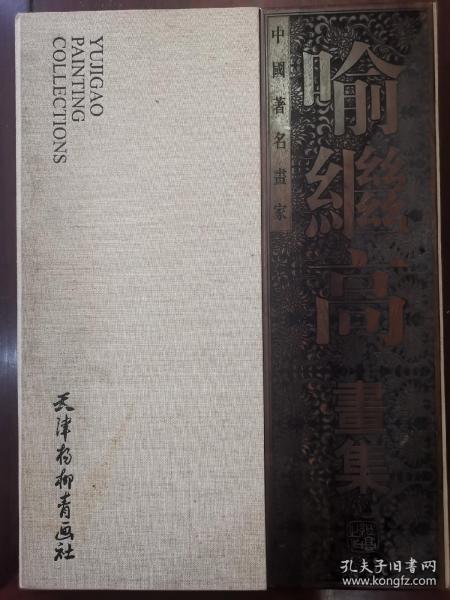 YUJIGAO
PAINTING
COLLECTIONS
天津杨柳青画社
中國著名畫家
喻繼高
畫集
孔夫子旧书网
www.kongfz.com